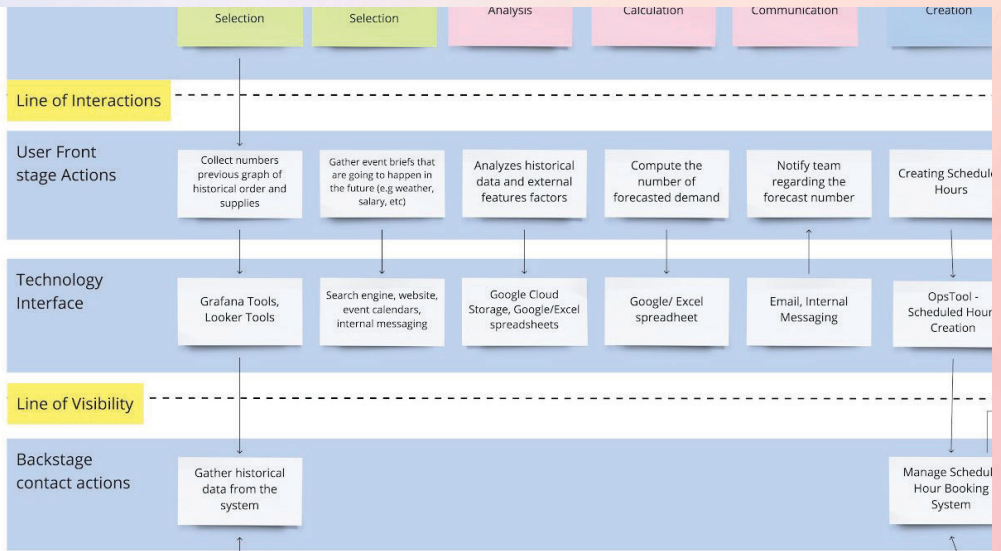 Selection
Selection
Analysis
Calculation
Communication
Creation
Line of Interactions
User Front
stage Actions
Collect numbers
previous graph of
historical order and
supplies
Gather event briefs that
are going to happen in
the future (e.g weather,
salary, etc)
Analyzes historical
data and external
features factors
Compute the
number of
forecasted demand
Notify team
regarding the
forecast number
Creating Schedule
Hours
Technology
Interface
Grafana Tools,
Looker Tools
Search engine, website,
event calendars,
internal messaging
Google Cloud
Storage, Google/Excel
spreadsheets
Google/ Excel
spreadheet
Email, Internal
Messaging
OpsTool -
Scheduled Hour
Creation
Line of Visibility
Backstage
contact actions
Gather historical
data from the
system
Manage Schedul
Hour Booking
System